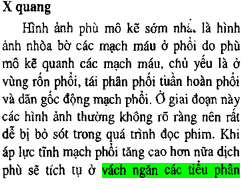 X quang
Hình ảnh phù mô kẽ sớm nhất là hình
ảnh nhòa bờ các mạch máu ở phổi do phù
mô kẽ quanh các mạch máu, chủ yếu là ở
vùng rốn phổi, tái phân phối tuần hoàn phổi
và dãn gốc động mạch phổi. Ở giai đoạn này
các hình ảnh thường không rõ ràng nên rất
dễ bị bỏ sót trong quá trình đọc phim. Khi
áp lực tĩnh mạch phổi tăng cao hơn nữa dịch
phù sẽ tích tụ ở vách ngăn các tiểu phân